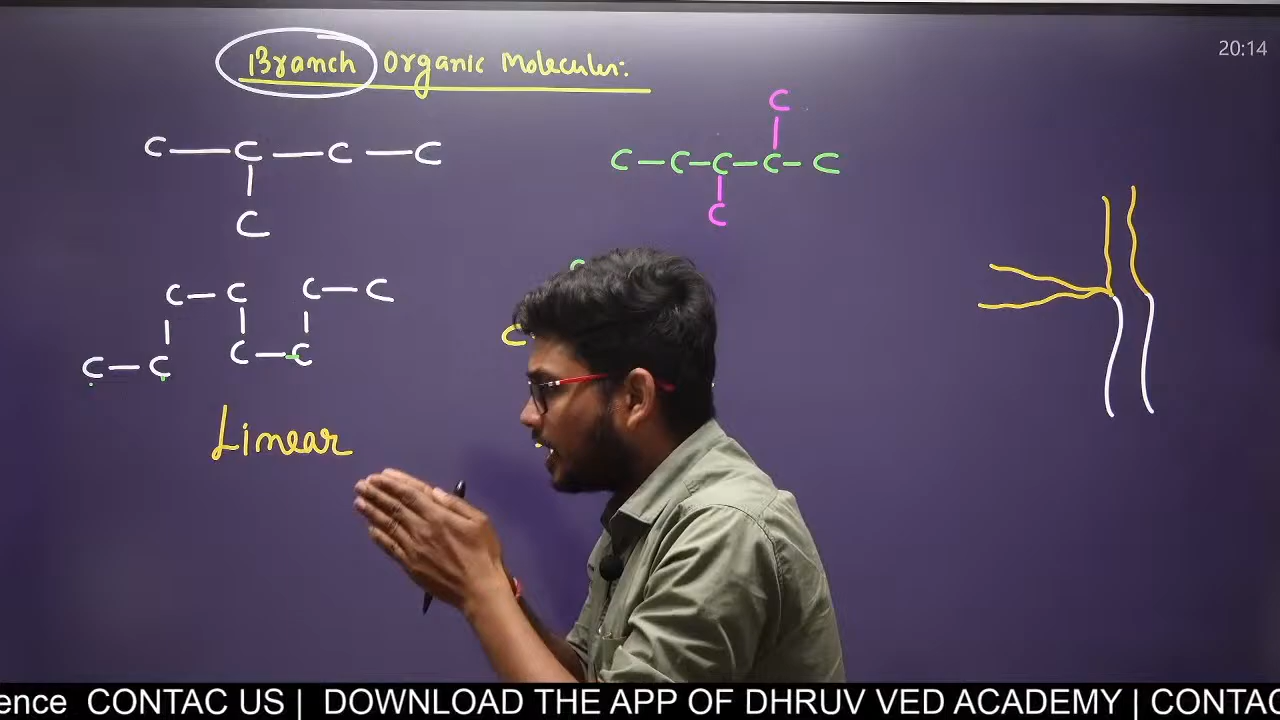 20:14
Branch Organic Molecules:
C
C — C — C — C
C — C — C — C — C
C
C
C — C C — C
C
C
C — C C — C
Linear
ence CONTAC US | DOWNLOAD THE APP OF DHRUV VED ACADEMY | CONTAC